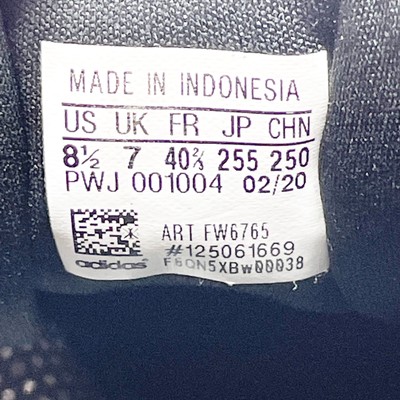 MADE IN INDONESIA
US UK FR JP CHN
8½ 7 40⅔ 255 250
PWJ 001004 02/20
ART FW6765
#125061669
adidas F8QN5XBw00038